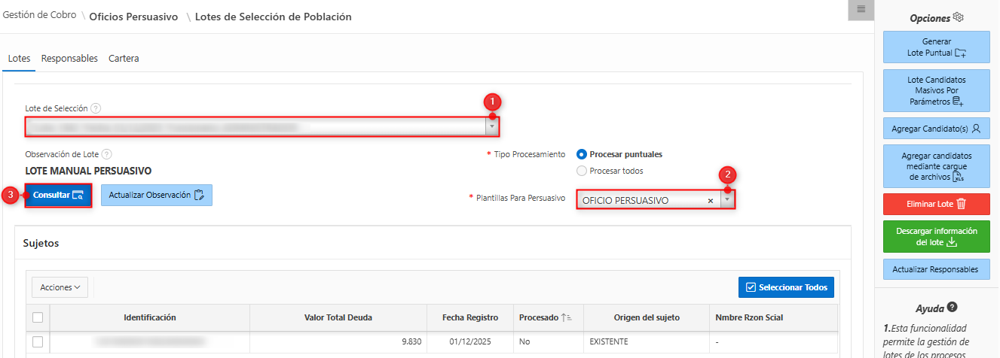 Gestión de Cobro \ Oficios Persuasivo \ Lotes de Selección de Población
Lotes Responsables Cartera
Lote de Selección ?
1
Observación de Lote ?
LOTE MANUAL PERSUASIVO
* Tipo Procesamiento
Procesar puntuales
Procesar todos
3
Consultar
Actualizar Observación
* Plantillas Para Persuasivo
2
OFICIO PERSUASIVO ×
Sujetos
Acciones
Seleccionar Todos
Identificación Valor Total Deuda Fecha Registro Procesado Origen del sujeto Nmbre Rzon Scial
9.830 01/12/2025 No EXISTENTE -
Opciones
Generar
Lote Puntual
Lote Candidatos
Masivos Por
Parámetros
Agregar Candidato(s)
Agregar candidatos
mediante cargue
de archivos XLS
Eliminar Lote
Descargar información
del lote
Actualizar Responsables
Ayuda ?
1.Esta funcionalidad
permite la gestión de
lotes de los procesos